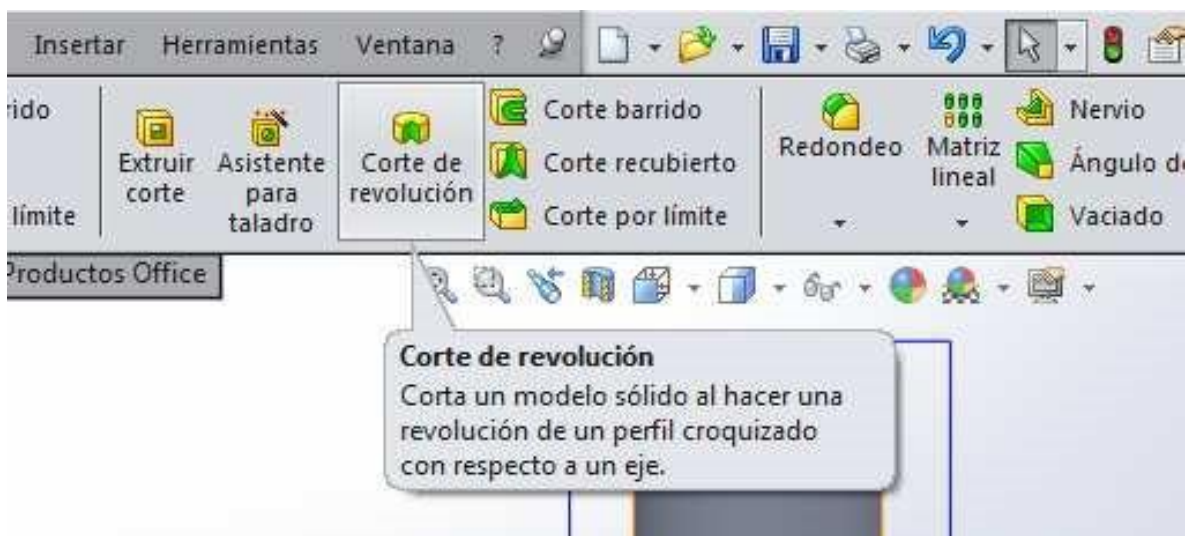 Insertar Herramientas Ventana ?
rido
límite
Extruir
corte
Asistente
para
taladro
Corte de
revolución
Corte barrido
Corte recubierto
Corte por límite
Redondeo
Matriz
lineal
Nervio
Ángulo de
Vaciado
Productos Office
Corte de revolución
Corta un modelo sólido al hacer una
revolución de un perfil croquizado
con respecto a un eje.